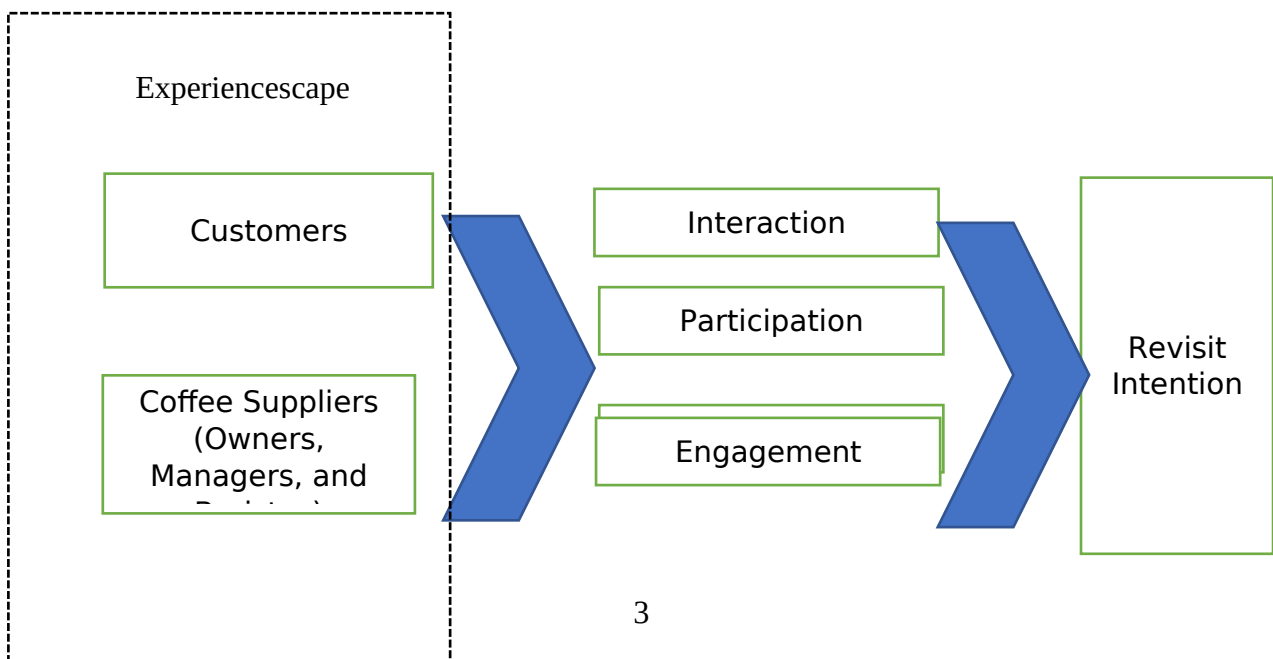 Experiencescape
Customers
Coffee Suppliers
(Owners,
Managers, and
Interaction
Participation
Engagement
Revisit
Intention
3